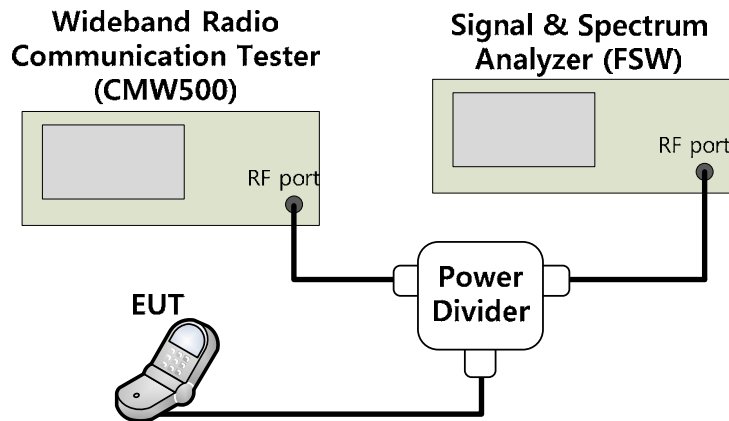 Wideband Radio
Communication Tester
(CMW500)
Signal & Spectrum
Analyzer (FSW)
RF port
RF port
Power
Divider
EUT